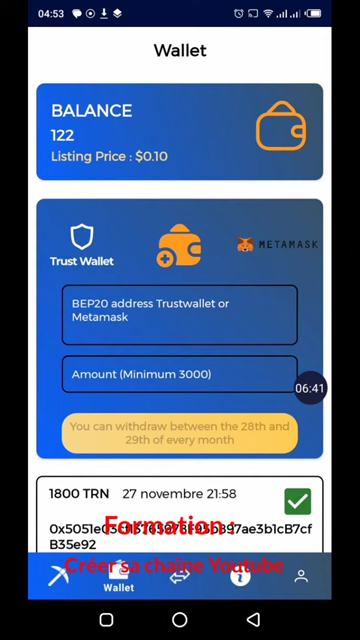 04:53
Wallet
BALANCE
122
Listing Price : $0.10
Trust Wallet
METAMASK
BEP20 address Trustwallet or
Metamask
Amount (Minimum 3000)
06:41
You can withdraw between the 28th and
29th of every month
1800 TRN 27 novembre 21:58
Formation :
B35e92
Créer sa chaîne Youtube
Wallet